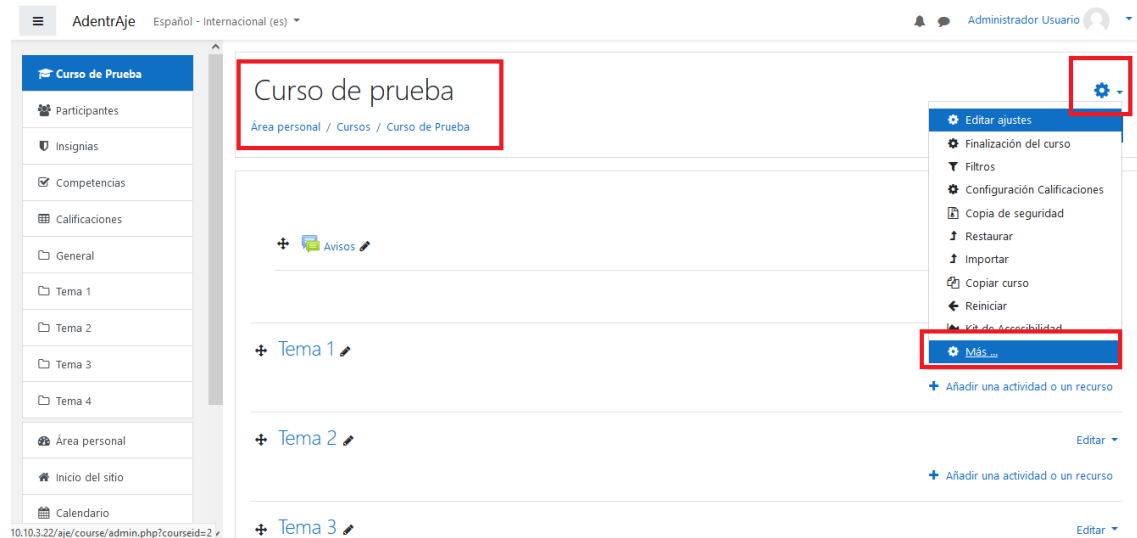 AdentrAje Español - Internacional (es)
Administrador Usuario
Curso de Prueba
Participantes
Insignias
Competencias
Calificaciones
General
Tema 1
Tema 2
Tema 3
Tema 4
Área personal
Inicio del sitio
Calendario
10.10.3.22/aje/course/admin.php?courseid=2
Curso de prueba
Área personal / Cursos / Curso de Prueba
Editar ajustes
Finalización del curso
Filtros
Configuración Calificaciones
Copia de seguridad
Restaurar
Importar
Copiar curso
Reiniciar
Kit de Accesibilidad
Más ...
Avisos
Tema 1
Añadir una actividad o un recurso
Tema 2
Editar
Añadir una actividad o un recurso
Tema 3
Editar